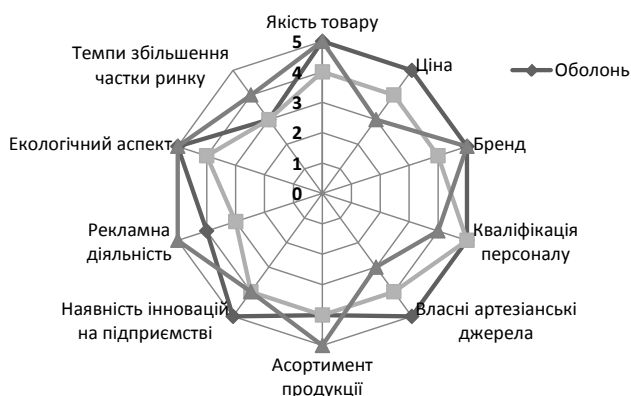 Якість товару
Ціна
Бренд
Кваліфікація
персоналу
Власні артезіанські
джерела
Асортимент
продукції
Наявність інновацій
на підприємстві
Рекламна
діяльність
Екологічний аспект
Темпи збільшення
частки ринку
5
4
3
2
1
0
Оболонь